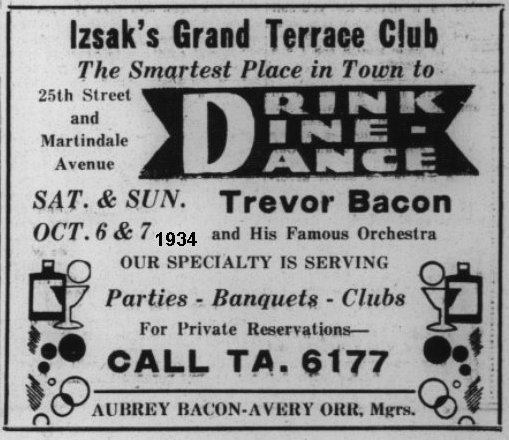 Izsak's Grand Terrace Club
The Smartest Place in Town to
25th Street
and
Martindale
Avenue
DRINK
DINE-
DANCE
SAT. & SUN.
OCT. 6 & 7 1934
Trevor Bacon
and His Famous Orchestra
OUR SPECIALTY IS SERVING
Parties - Banquets - Clubs
For Private Reservations—
CALL TA. 6177
AUBREY BACON-AVERY ORR, Mgrs.